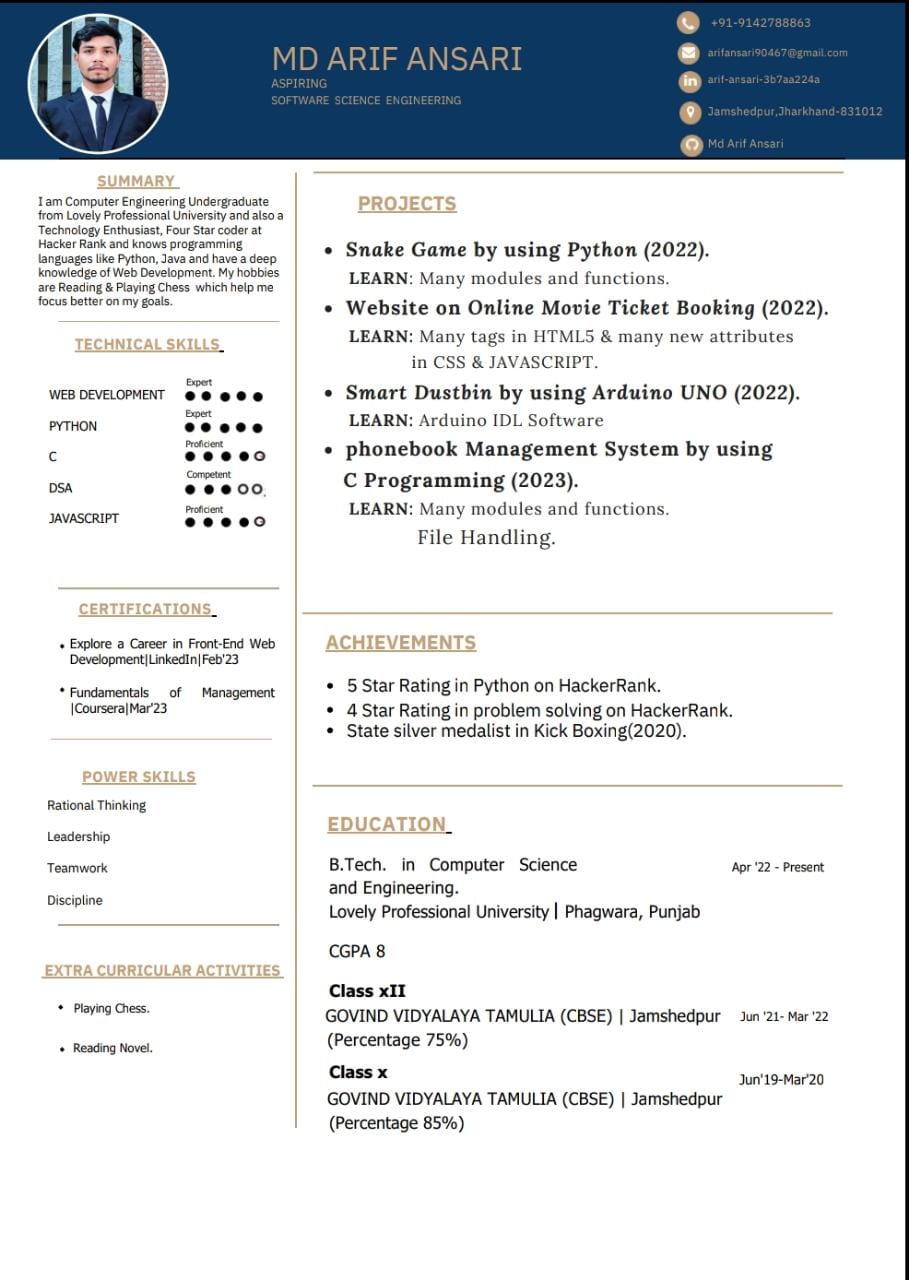 MD ARIF ANSARI
ASPIRING
SOFTWARE SCIENCE ENGINEERING
+91-9142788863
arifansari90467@gmail.com
in arif-ansari-3b7aa224a
Jamshedpur,Jharkhand-831012
Md Arif Ansari
SUMMARY
I am Computer Engineering Undergraduate
from Lovely Professional University and also a
Technology Enthusiast, Four Star coder at
Hacker Rank and knows programming
languages like Python, Java and have a deep
knowledge of Web Development. My hobbies
are Reading & Playing Chess which help me
focus better on my goals.
TECHNICAL SKILLS
Expert
WEB DEVELOPMENT
Expert
PYTHON
Proficient
C
Competent
DSA
Proficient
JAVASCRIPT
CERTIFICATIONS
• Explore a Career in Front-End Web
Development|LinkedIn|Feb'23
• Fundamentals of Management
|Coursera|Mar'23
POWER SKILLS
Rational Thinking
Leadership
Teamwork
Discipline
EXTRA CURRICULAR ACTIVITIES
• Playing Chess.
• Reading Novel.
PROJECTS
• Snake Game by using Python (2022).
LEARN: Many modules and functions.
• Website on Online Movie Ticket Booking (2022).
LEARN: Many tags in HTML5 & many new attributes
in CSS & JAVASCRIPT.
• Smart Dustbin by using Arduino UNO (2022).
LEARN: Arduino IDL Software
• phonebook Management System by using
C Programming (2023).
LEARN: Many modules and functions.
File Handling.
ACHIEVEMENTS
• 5 Star Rating in Python on HackerRank.
• 4 Star Rating in problem solving on HackerRank.
• State silver medalist in Kick Boxing(2020).
EDUCATION
B.Tech. in Computer Science Apr '22 - Present
and Engineering.
Lovely Professional University | Phagwara, Punjab
CGPA 8
Class xII
GOVIND VIDYALAYA TAMULIA (CBSE) | Jamshedpur Jun '21- Mar '22
(Percentage 75%)
Class x
Jun'19-Mar'20
GOVIND VIDYALAYA TAMULIA (CBSE) | Jamshedpur
(Percentage 85%)